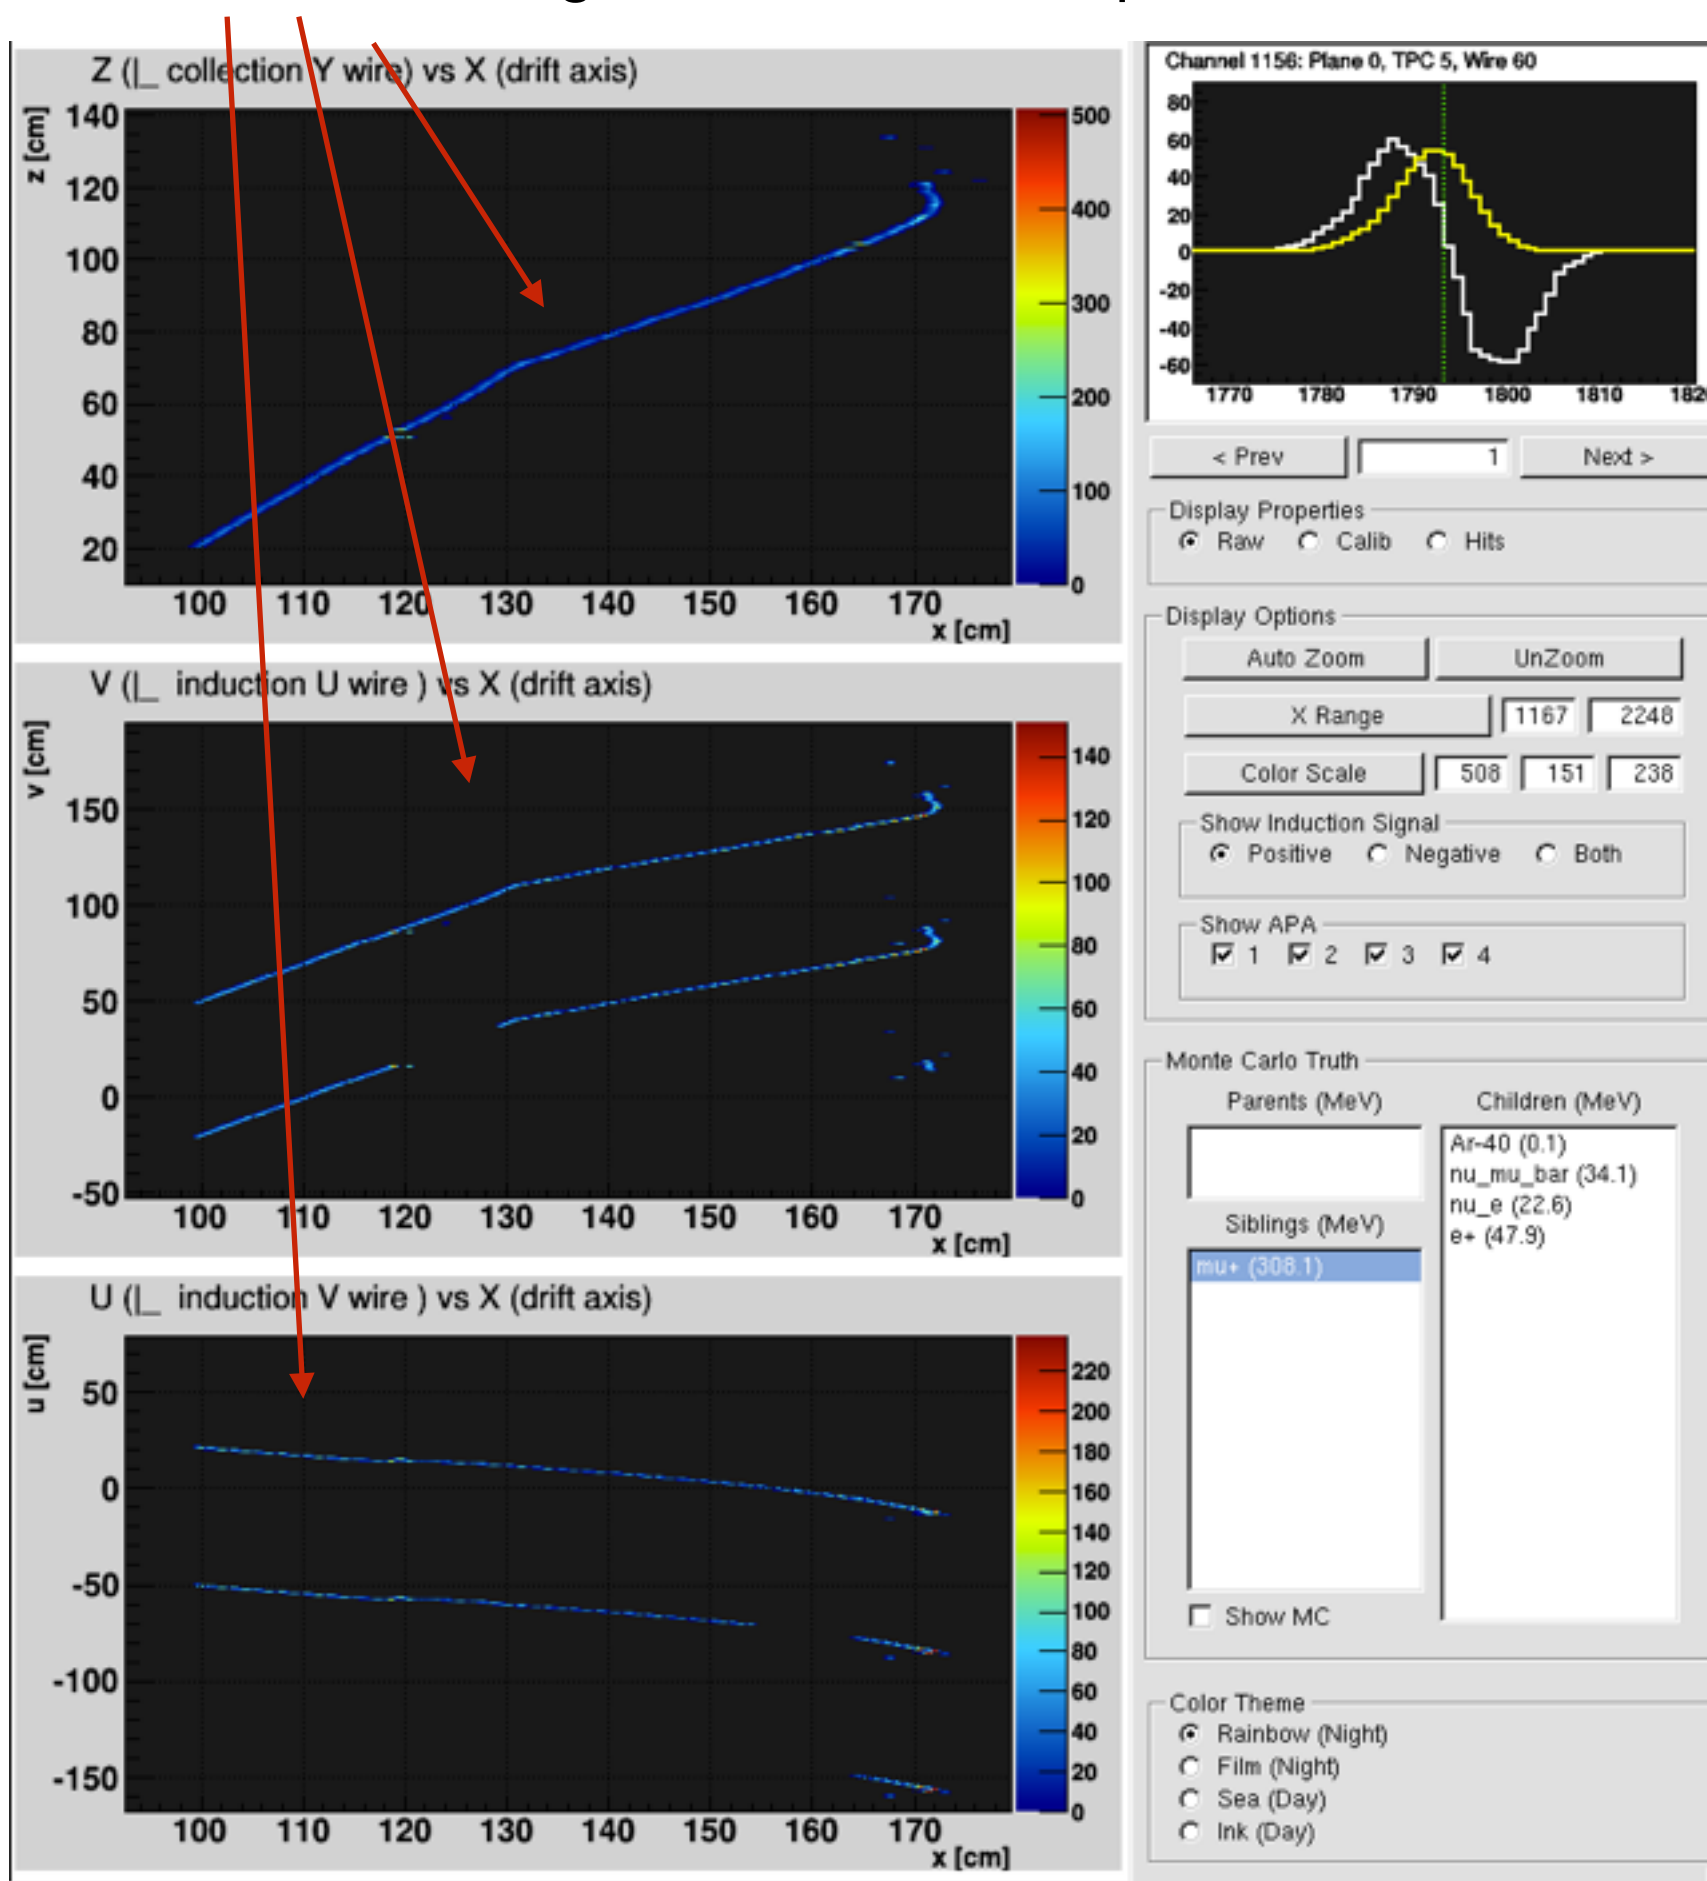 Z (|_ collection Y wire) vs X (drift axis)
z [cm]
140
120
100
80
60
40
20
100 110 120 130 140 150 160 170
x [cm]
500
400
300
200
100
0
V (|_ induction U wire ) vs X (drift axis)
v [cm]
150
100
50
0
-50
100 110 120 130 140 150 160 170
x [cm]
140
120
100
80
60
40
20
0
U (|_ induction V wire ) vs X (drift axis)
u [cm]
50
0
-50
-100
-150
100 110 120 130 140 150 160 170
x [cm]
220
200
180
160
140
120
100
80
60
40
20
0
Channel 1156: Plane 0, TPC 5, Wire 60
80
60
40
20
0
-20
-40
-60
1770 1780 1790 1800 1810
< Prev 1 Next >
Display Properties
Raw Calib Hits
Display Options
Auto Zoom UnZoom
X Range 1167 2248
Color Scale 508 151 238
Show Induction Signal
Positive Negative Both
Show APA
1 2 3 4
Monte Carlo Truth
Parents (MeV)
Siblings (MeV)
mu+ (308.1)
Show MC
Children (MeV)
Ar-40 (0.1)
nu_mu_bar (34.1)
nu_e (22.6)
e+ (47.9)
Color Theme
Rainbow (Night)
Film (Night)
Sea (Day)
Ink (Day)